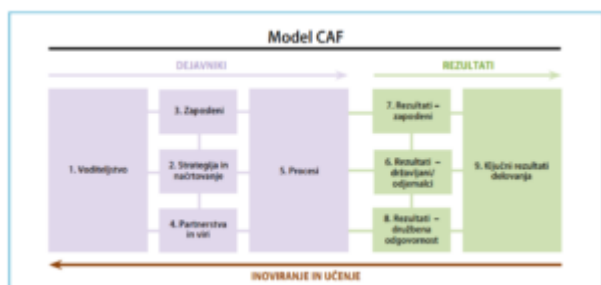 Model CAF
DEJAVNIKI
REZULTATI
1. Voditeljstvo
3. Zaposleni
2. Strategija in
načrtovanje
4. Partnerstva
in viri
5. Procesi
7. Rezultati –
zaposleni
6. Rezultati –
državljani/
odjemalci
8. Rezultati –
družbena
odgovornost
9. Ključni rezultati
delovanja
INOVIRANJE IN UČENJE